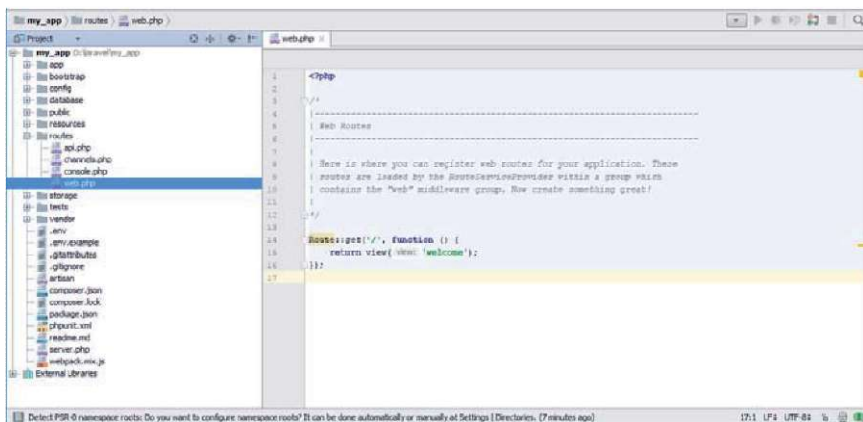 my_app routes web.php
Project
web.php
my_app D:\laravel\my_app
app
bootstrap
config
database
public
resources
routes
api.php
channels.php
console.php
web.php
storage
tests
vendor
.env
.env.example
.gitattributes
.gitignore
artisan
composer.json
composer.lock
package.json
phpunit.xml
readme.md
server.php
webpack.mix.js
External Libraries
1 <?php
2
3 /*
4 |--------------------------------------------------------------------------
5 | Web Routes
6 |--------------------------------------------------------------------------
7 |
8 | Here is where you can register web routes for your application. These
9 | routes are loaded by the RouteServiceProvider within a group which
10 | contains the "web" middleware group. Now create something great!
11 |
12 */
13
14 Route::get('/', function () {
15 return view( view: 'welcome');
16 });
17
Detect PSR-0 namespace roots: Do you want to configure namespace roots? It can be done automatically or manually at Settings | Directories. (7 minutes ago)
17:1 LF÷ UTF-8÷